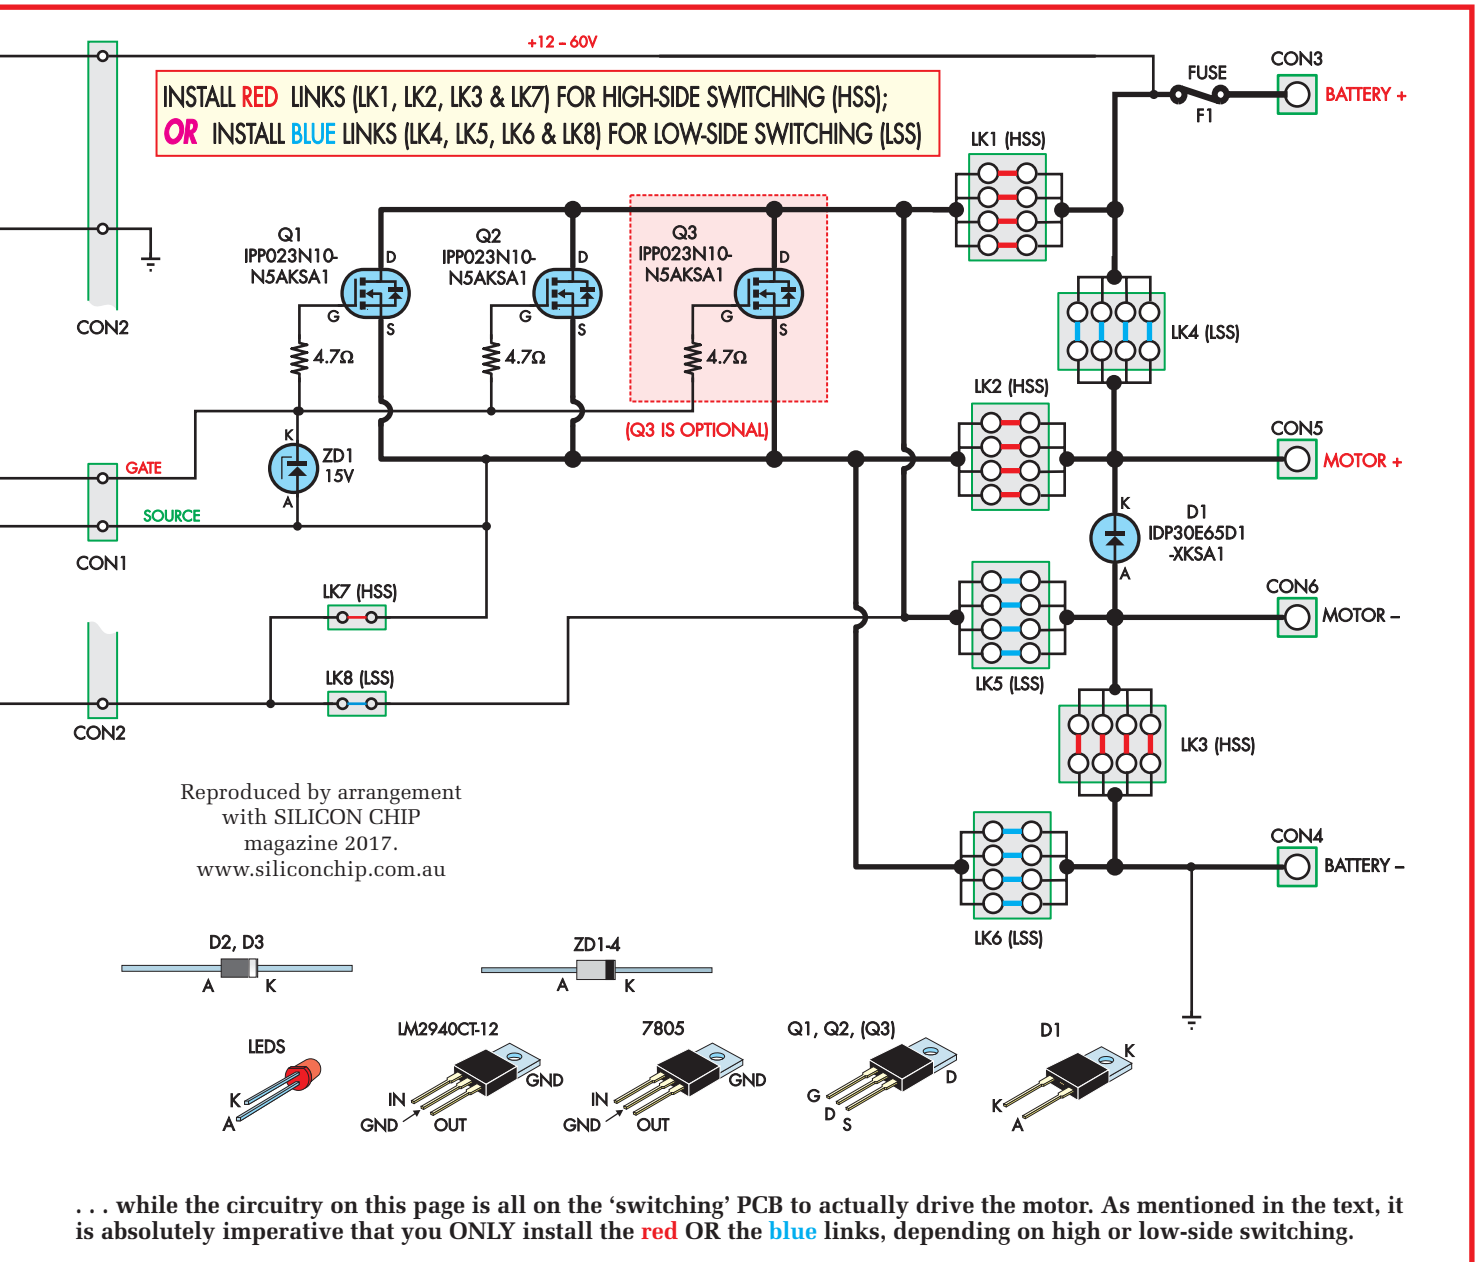 +12 – 60V
INSTALL RED LINKS (LK1, LK2, LK3 & LK7) FOR HIGH-SIDE SWITCHING (HSS);
OR INSTALL BLUE LINKS (LK4, LK5, LK6 & LK8) FOR LOW-SIDE SWITCHING (LSS)
CON3
FUSE
F1
BATTERY +
LK1 (HSS)
Q1
IPP023N10-
N5AKSA1
D
G
S
4.7Ω
Q2
IPP023N10-
N5AKSA1
D
G
S
4.7Ω
Q3
IPP023N10-
N5AKSA1
D
G
S
4.7Ω
(Q3 IS OPTIONAL)
CON2
LK4 (LSS)
LK2 (HSS)
CON5
MOTOR +
K
ZD1
15V
A
GATE
SOURCE
CON1
K
D1
IDP30E65D1
-XKSA1
A
CON6
MOTOR –
LK7 (HSS)
LK8 (LSS)
LK5 (LSS)
CON2
LK3 (HSS)
Reproduced by arrangement
with SILICON CHIP
magazine 2017.
www.siliconchip.com.au
CON4
BATTERY –
LK6 (LSS)
D2, D3
A K
ZD1-4
A K
LEDS
K
A
LM2940CT-12
IN
GND
OUT
GND
7805
IN
GND
OUT
GND
Q1, Q2, (Q3)
G
D
S
D
D1
K
A
K
. . . while the circuitry on this page is all on the ‘switching’ PCB to actually drive the motor. As mentioned in the text, it
is absolutely imperative that you ONLY install the red OR the blue links, depending on high or low-side switching.